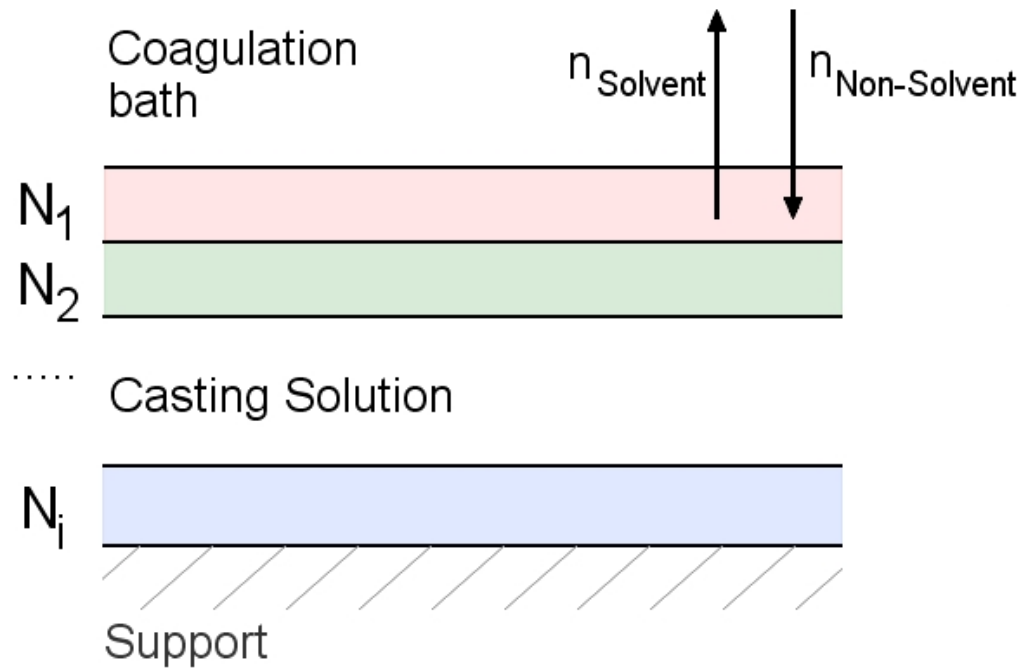 Coagulation
bath
n Solvent
n Non-Solvent
N1
N2
.....
Casting Solution
Ni
Support